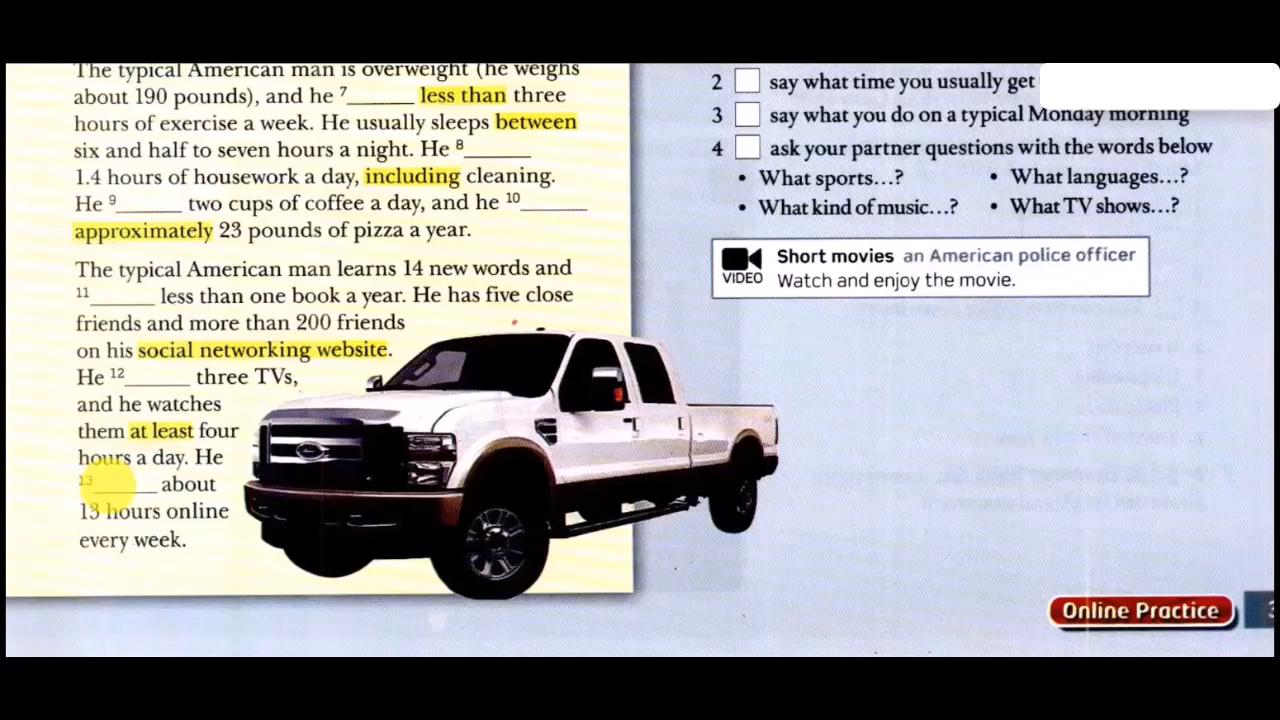 The typical American man is overweight (he weighs
about 190 pounds), and he 7______ less than three
hours of exercise a week. He usually sleeps between
six and half to seven hours a night. He 8______
1.4 hours of housework a day, including cleaning.
He 9______ two cups of coffee a day, and he 10______
approximately 23 pounds of pizza a year.
The typical American man learns 14 new words and
11______ less than one book a year. He has five close
friends and more than 200 friends
on his social networking website.
He 12______ three TVs,
and he watches
them at least four
hours a day. He
13______ about
13 hours online
every week.
2 say what time you usually get
3 say what you do on a typical Monday morning
4 ask your partner questions with the words below
• What sports...? • What languages...?
• What kind of music...? • What TV shows...?
VIDEO
Short movies an American police officer
Watch and enjoy the movie.
Online Practice